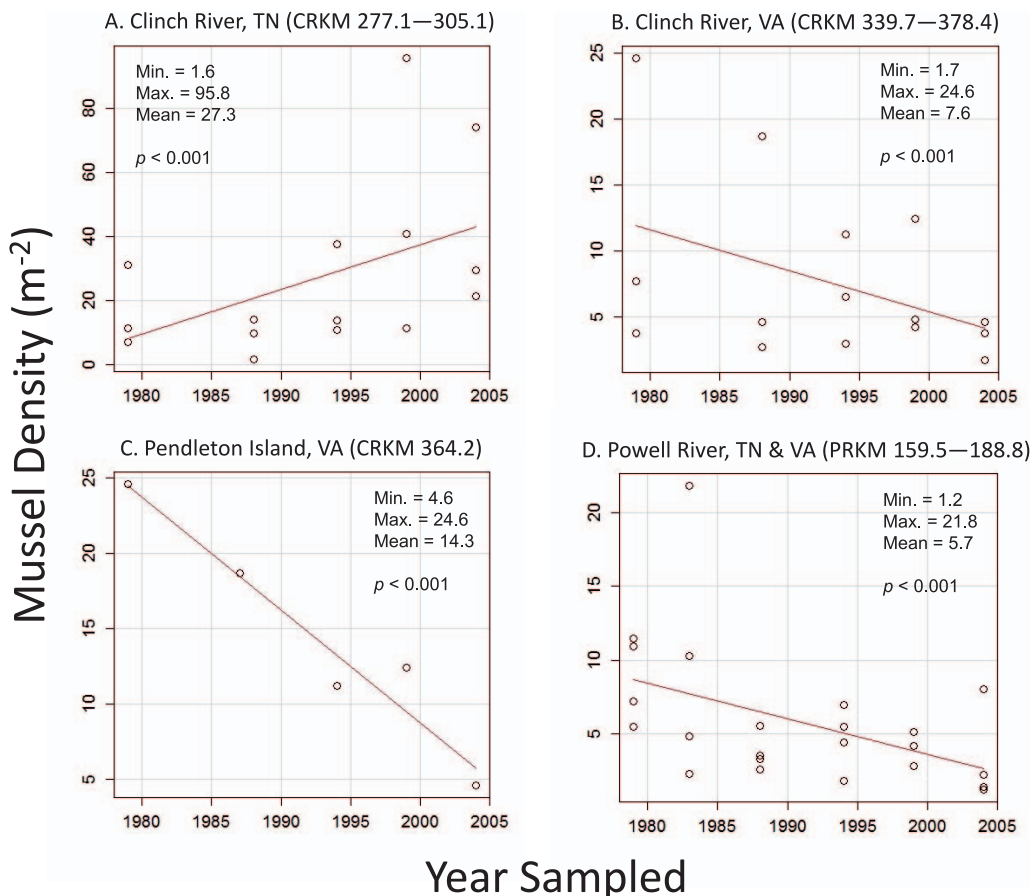 A. Clinch River, TN (CRKM 277.1—305.1)
Min. = 1.6
Max. = 95.8
Mean = 27.3
p < 0.001
0 20 40 60 80
1980 1985 1990 1995 2000 2005
B. Clinch River, VA (CRKM 339.7—378.4)
Min. = 1.7
Max. = 24.6
Mean = 7.6
p < 0.001
5 10 15 20 25
1980 1985 1990 1995 2000 2005
C. Pendleton Island, VA (CRKM 364.2)
Min. = 4.6
Max. = 24.6
Mean = 14.3
p < 0.001
5 10 15 20 25
1980 1985 1990 1995 2000 2005
D. Powell River, TN & VA (PRKM 159.5—188.8)
Min. = 1.2
Max. = 21.8
Mean = 5.7
p < 0.001
5 10 15 20
1980 1985 1990 1995 2000 2005
Mussel Density (m⁻²)
Year Sampled